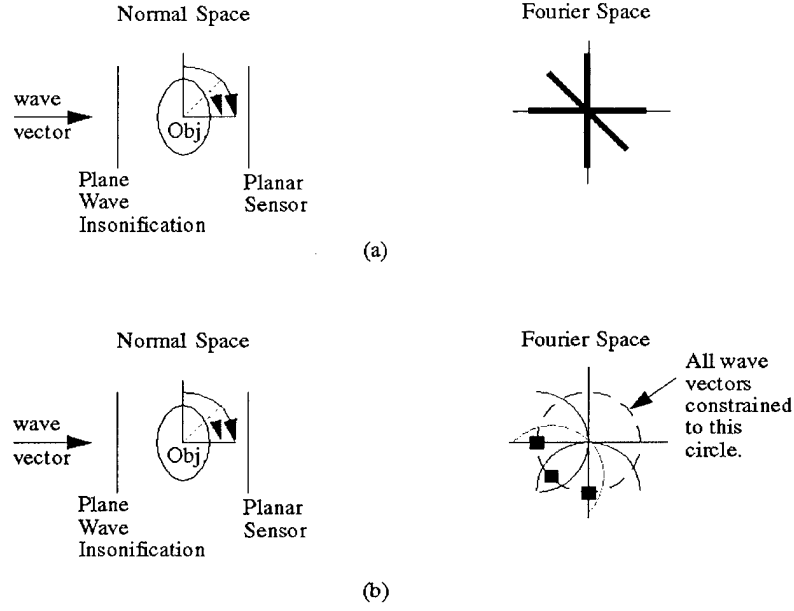 Normal Space
Fourier Space
wave
vector
Obj.
Plane
Wave
Insonification
Planar
Sensor
(a)
Normal Space
Fourier Space
wave
vector
Obj.
Plane
Wave
Insonification
Planar
Sensor
All wave
vectors
constrained
to this
circle.
(b)